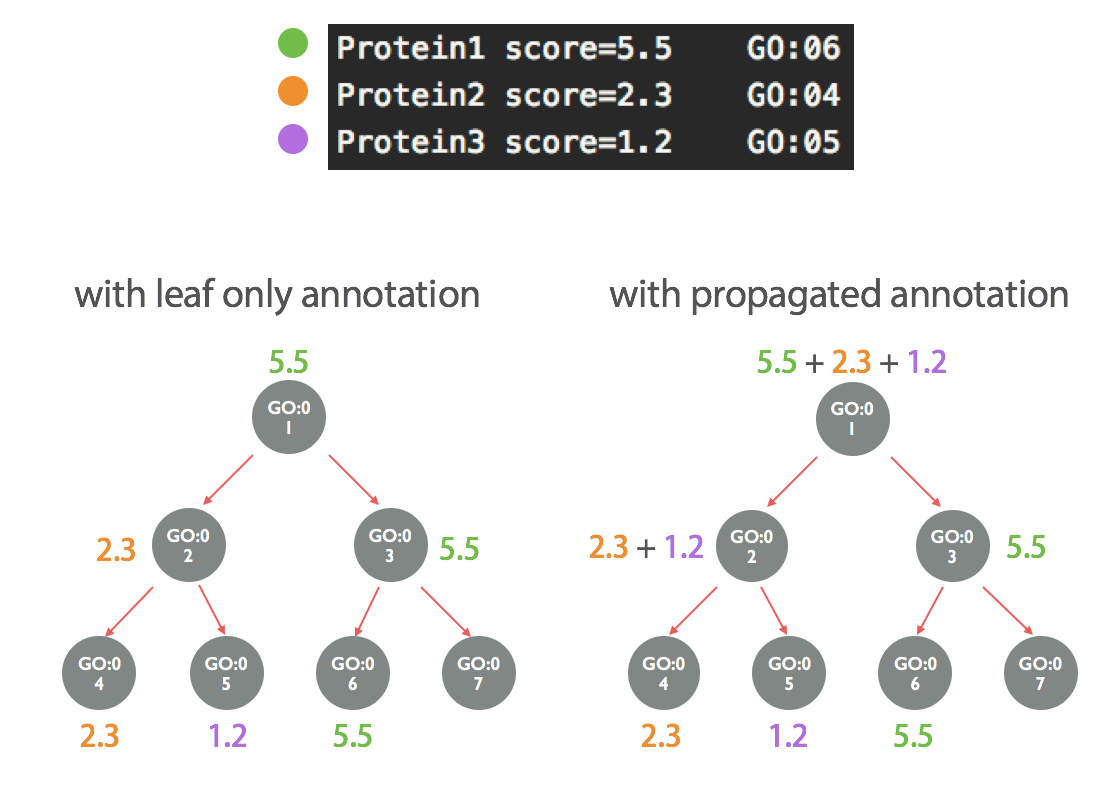 Protein1 score=5.5 GO:06
Protein2 score=2.3 GO:04
Protein3 score=1.2 GO:05
with leaf only annotation
5.5
GO:0
1
2.3
GO:0
2
GO:0
3
5.5
GO:0
4
GO:0
5
GO:0
6
GO:0
7
2.3
1.2
5.5
with propagated annotation
5.5 + 2.3 + 1.2
GO:0
1
2.3 + 1.2
GO:0
2
GO:0
3
5.5
GO:0
4
GO:0
5
GO:0
6
GO:0
7
2.3
1.2
5.5